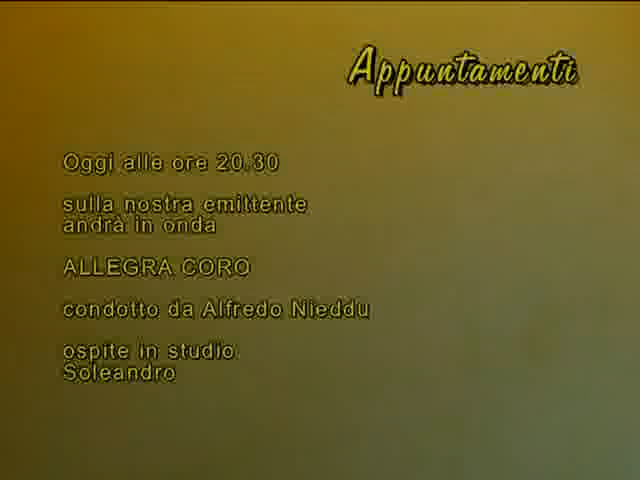 Appuntamenti
Oggi alle ore 20.30
sulla nostra emittente
andrà in onda
ALLEGRA CORO
condotto da Alfredo Nieddu
ospite in studio
Soleandro